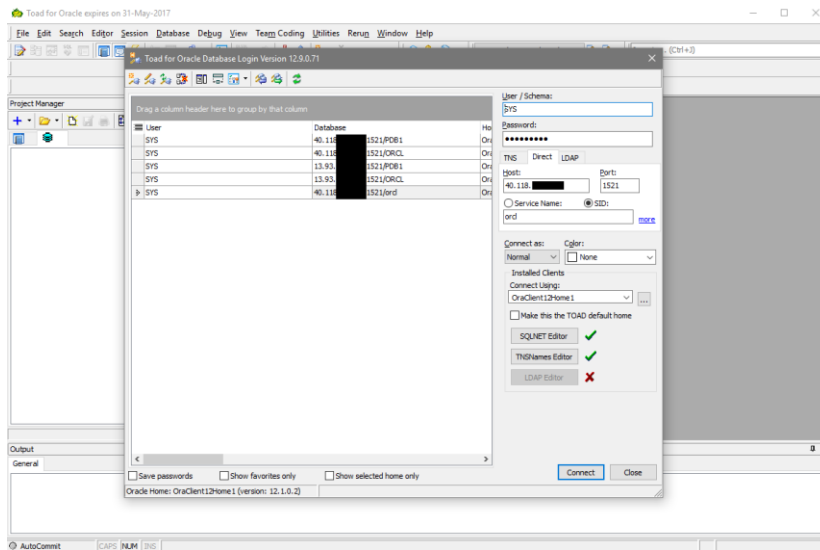 Toad for Oracle expires on 31-May-2017
File Edit Search Editor Session Database Debug View Team Coding Utilities Rerun Window Help
(Ctrl+J)
Toad for Oracle Database Login Version 12.9.0.71
Project Manager
Drag a column header here to group by that column
User Database Ho
SYS 40.118 1521/PDB1 Ora
SYS 40.118 1521/ORCL Ora
SYS 13.93. 1521/PDB1 Ora
SYS 13.93. 1521/ORCL Ora
SYS 40.118 1521/ord Ora
User / Schema:
SYS
Password:
•••••••••
TNS Direct LDAP
Host: Port:
40.118. 1521
Service Name: SID:
ord more
Connect as: Color:
Normal None
Installed Clients
Connect Using:
OraClient12Home1 ...
Make this the TOAD default home
SQLNET Editor
TNSNames Editor
LDAP Editor
Connect Close
Save passwords Show favorites only Show selected home only
Oracle Home: OraClient12Home1 (version: 12.1.0.2)
Output
General
AutoCommit CAPS NUM INS